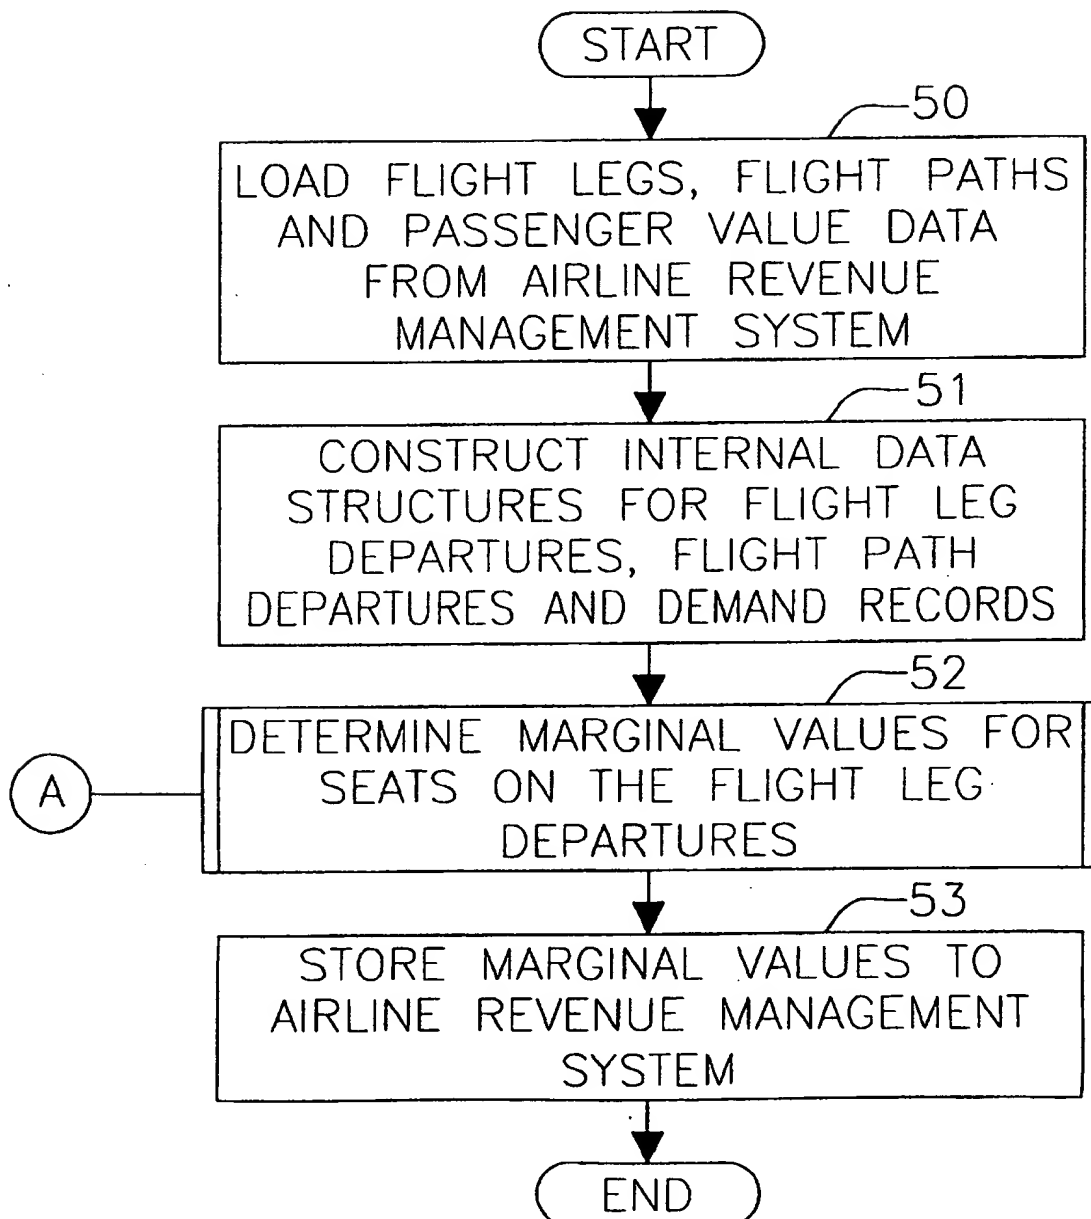 START
50
LOAD FLIGHT LEGS, FLIGHT PATHS
AND PASSENGER VALUE DATA
FROM AIRLINE REVENUE
MANAGEMENT SYSTEM
51
CONSTRUCT INTERNAL DATA
STRUCTURES FOR FLIGHT LEG
DEPARTURES, FLIGHT PATH
DEPARTURES AND DEMAND RECORDS
52
DETERMINE MARGINAL VALUES FOR
SEATS ON THE FLIGHT LEG
DEPARTURES
A
53
STORE MARGINAL VALUES TO
AIRLINE REVENUE MANAGEMENT
SYSTEM
END